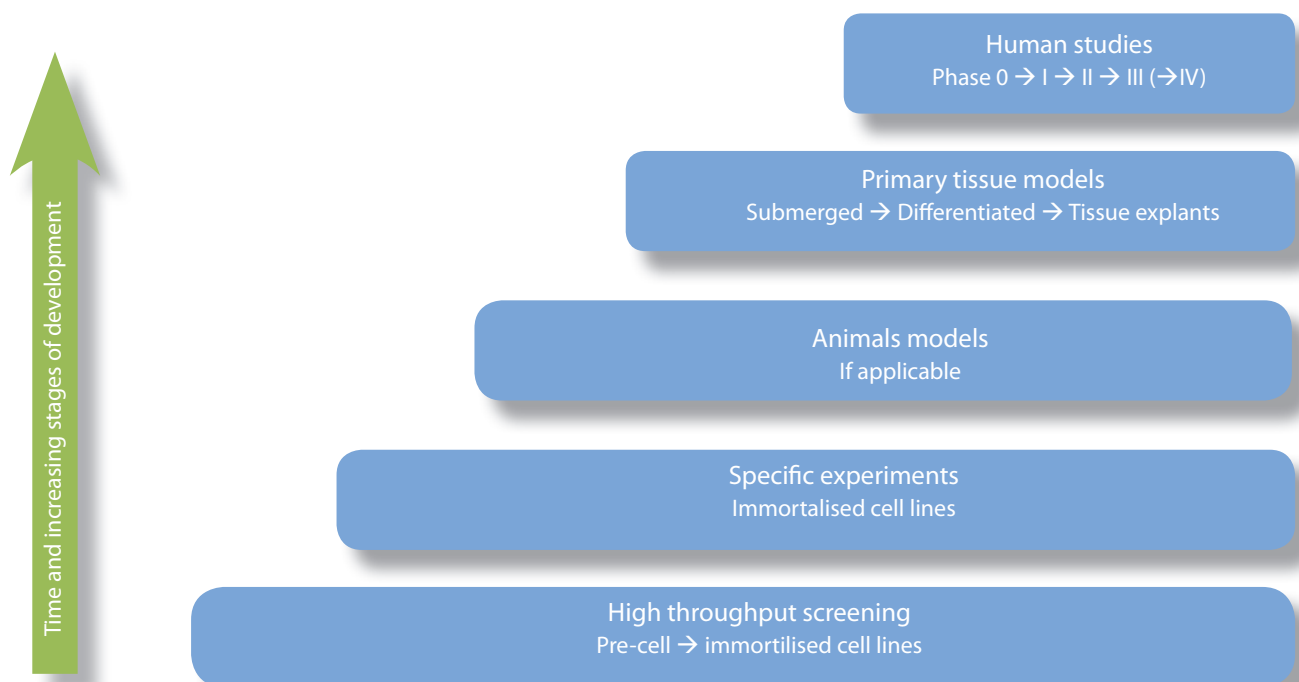 Human studies
Phase 0 → I → II → III (→IV)
Primary tissue models
Submerged → Differentiated → Tissue explants
Animals models
If applicable
Specific experiments
Immortalised cell lines
High throughput screening
Pre-cell → immortilised cell lines
Time and increasing stages of development